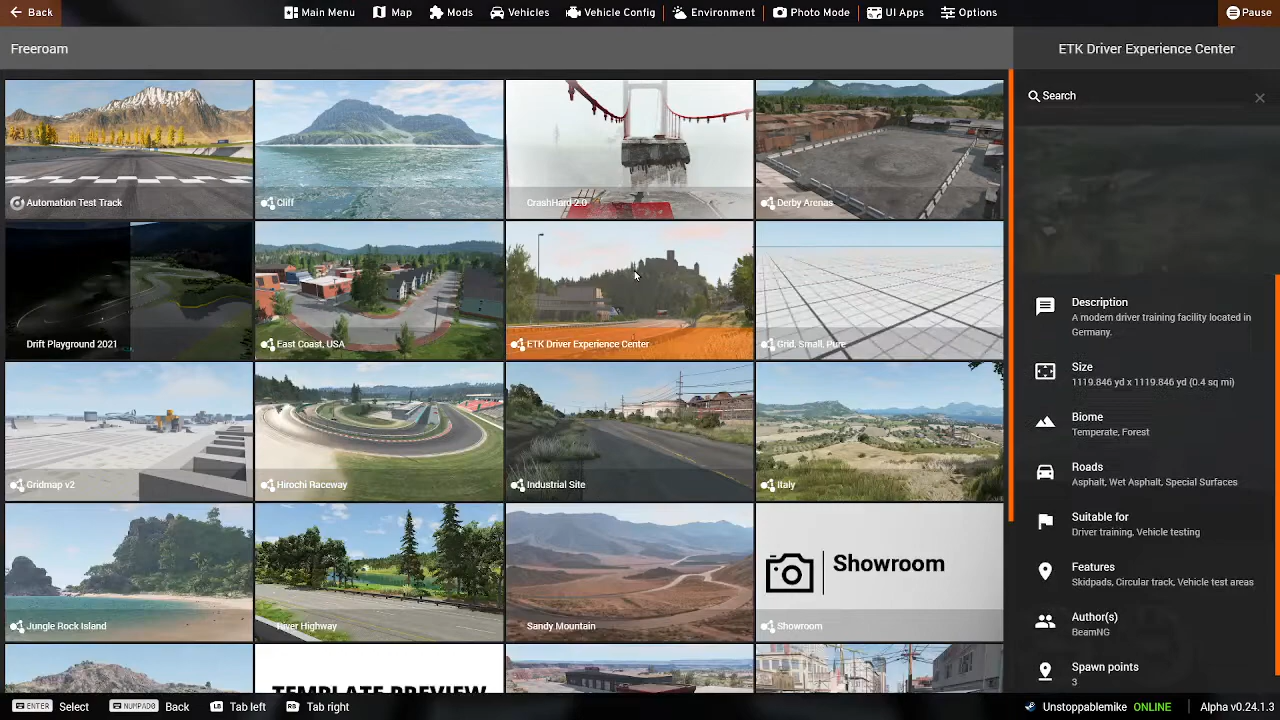 Back
Main Menu
Map
Mods
Vehicles
Vehicle Config
Environment
Photo Mode
UI Apps
Options
Pause
Freeroam
ETK Driver Experience Center
Search
Automation Test Track
Cliff
CrashHard 2.0
Derby Arenas
Drift Playground 2021
East Coast, USA
ETK Driver Experience Center
Grid, Small, Pure
Gridmap v2
Hirochi Raceway
Industrial Site
Italy
Jungle Rock Island
River Highway
Sandy Mountain
Showroom
Showroom
TEMPLATE PREVIEW
Description
A modern driver training facility located in
Germany.
Size
1119.846 yd x 1119.846 yd (0.4 sq mi)
Biome
Temperate, Forest
Roads
Asphalt, Wet Asphalt, Special Surfaces
Suitable for
Driver training, Vehicle testing
Features
Skidpads, Circular track, Vehicle test areas
Author(s)
BeamNG
Spawn points
3
ENTER Select
NUMPAD0 Back
LB Tab left
RB Tab right
Unstoppablemike ONLINE
Alpha v0.24.1.3